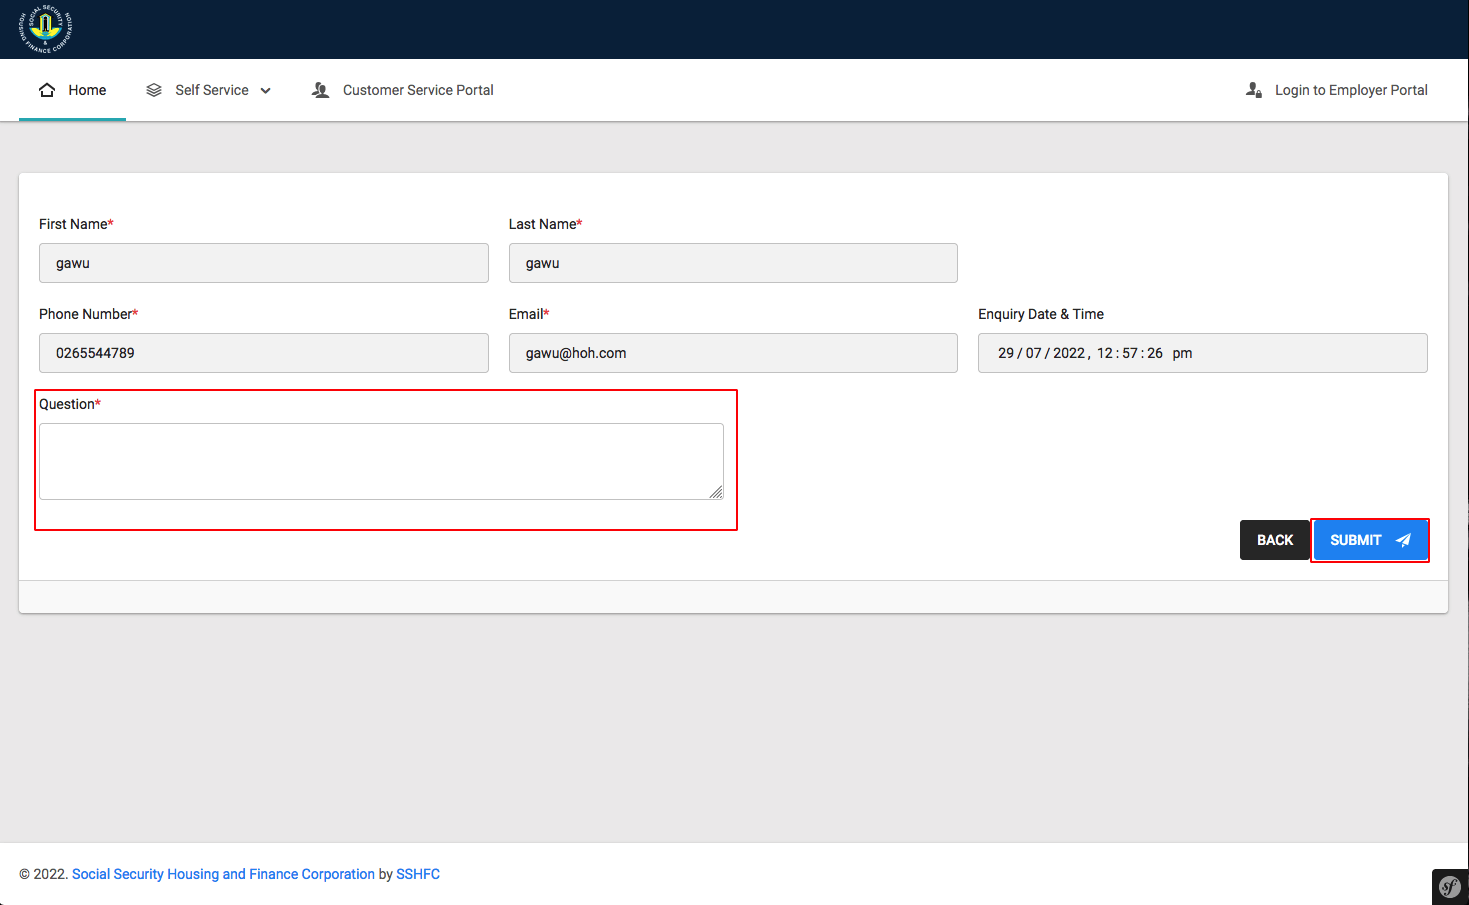 SOCIAL SECURITY
HOUSING & FINANCE CORPORATION
Home
Self Service
Customer Service Portal
Login to Employer Portal
First Name*
Last Name*
gawu
gawu
Phone Number*
Email*
Enquiry Date & Time
0265544789
gawu@hoh.com
29 / 07 / 2022 , 12 : 57 : 26 pm
Question*
BACK
SUBMIT
© 2022. Social Security Housing and Finance Corporation by SSHFC
sf